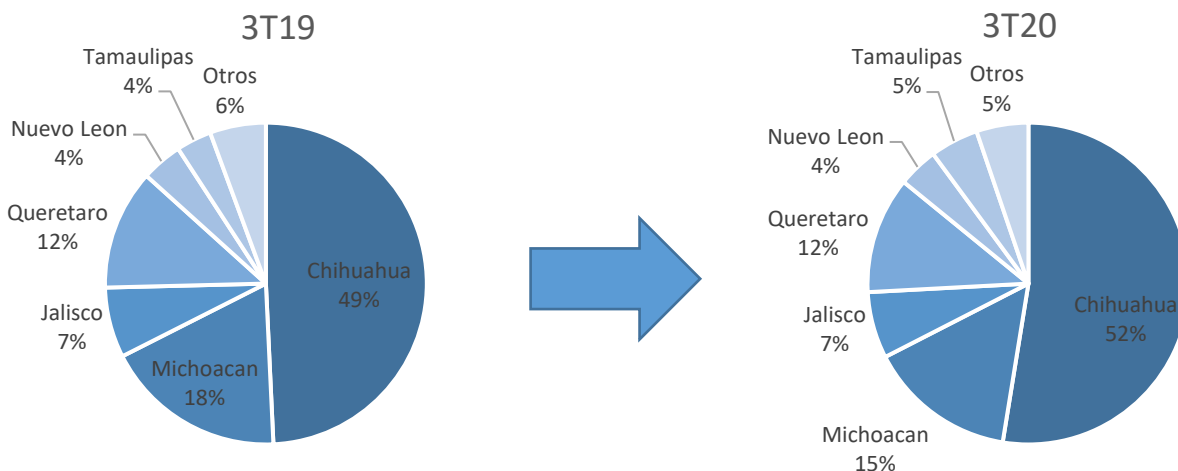 3T19
Tamaulipas
4%
Otros
6%
Nuevo Leon
4%
Queretaro
12%
Chihuahua
49%
Jalisco
7%
Michoacan
18%
3T20
Tamaulipas
5%
Otros
5%
Nuevo Leon
4%
Queretaro
12%
Chihuahua
52%
Jalisco
7%
Michoacan
15%